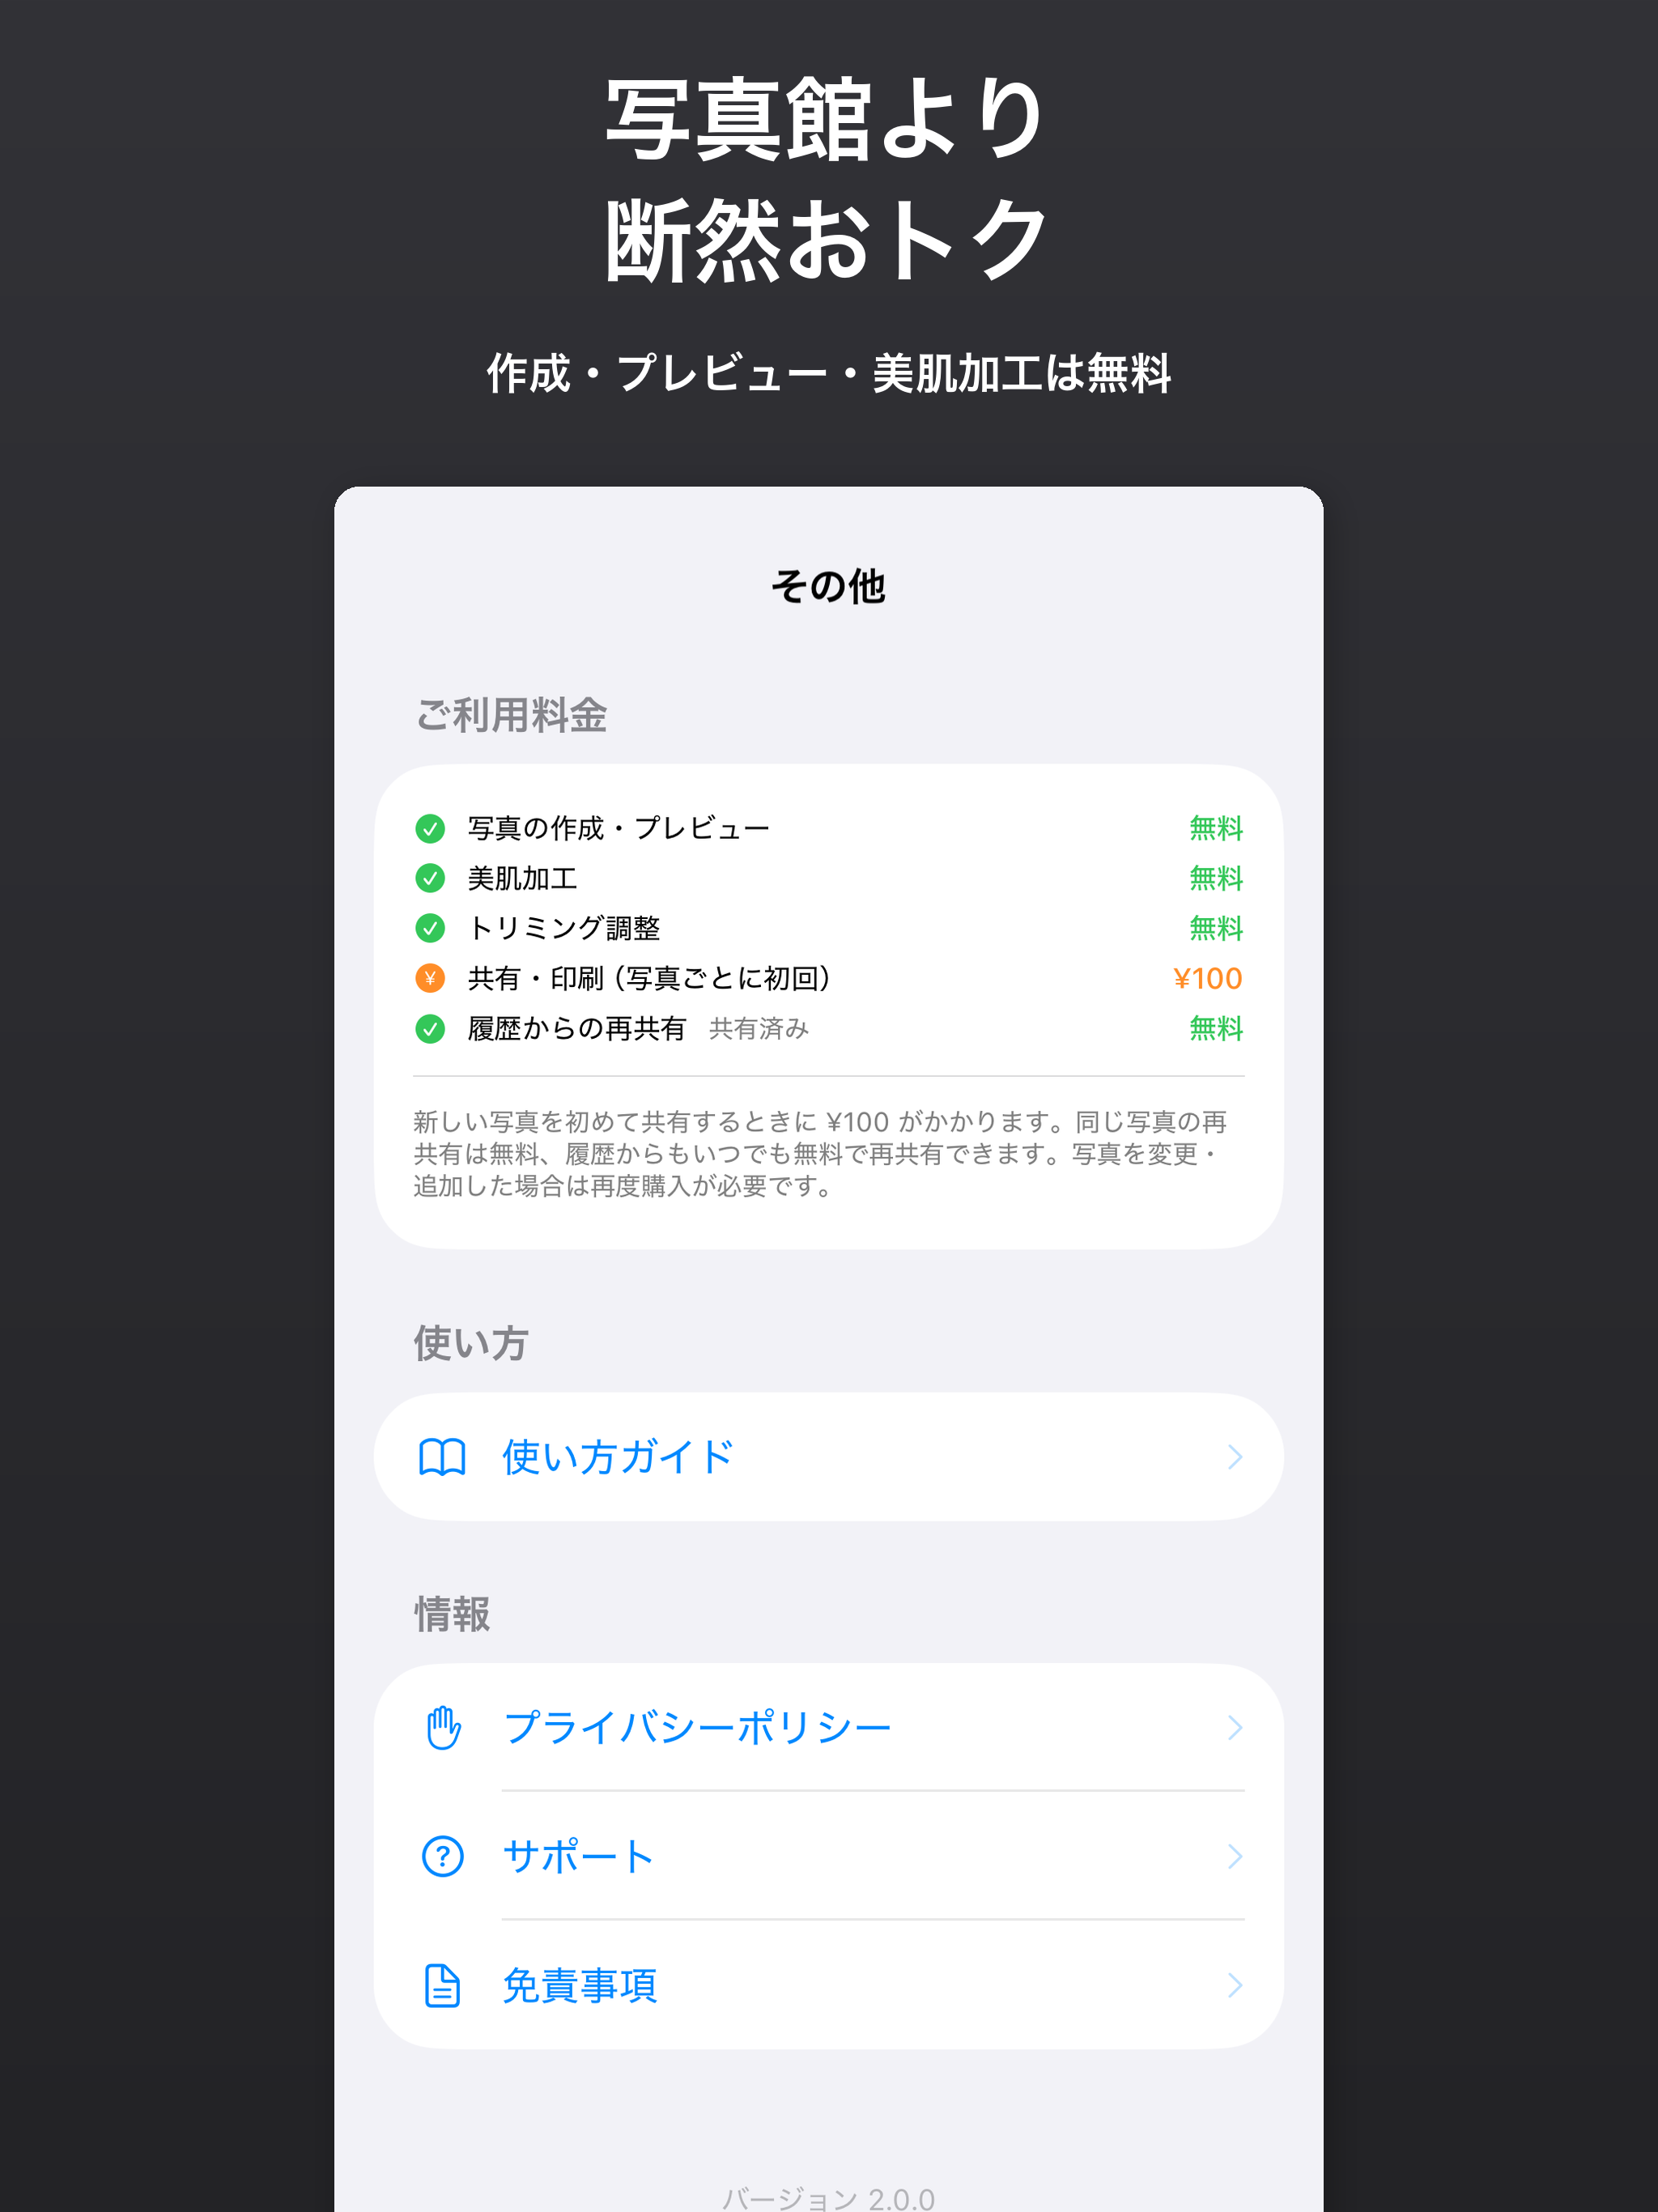 写真館より
断然おトク
作成・プレビュー・美肌加工は無料
その他
ご利用料金
写真の作成・プレビュー 無料
美肌加工 無料
トリミング調整 無料
¥ 共有・印刷（写真ごとに初回） ¥100
履歴からの再共有 共有済み 無料
新しい写真を初めて共有するときに ¥100 がかかります。同じ写真の再
共有は無料、履歴からもいつでも無料で再共有できます。写真を変更・
追加した場合は再度購入が必要です。
使い方
使い方ガイド
情報
プライバシーポリシー
サポート
免責事項
バージョン 2.0.0